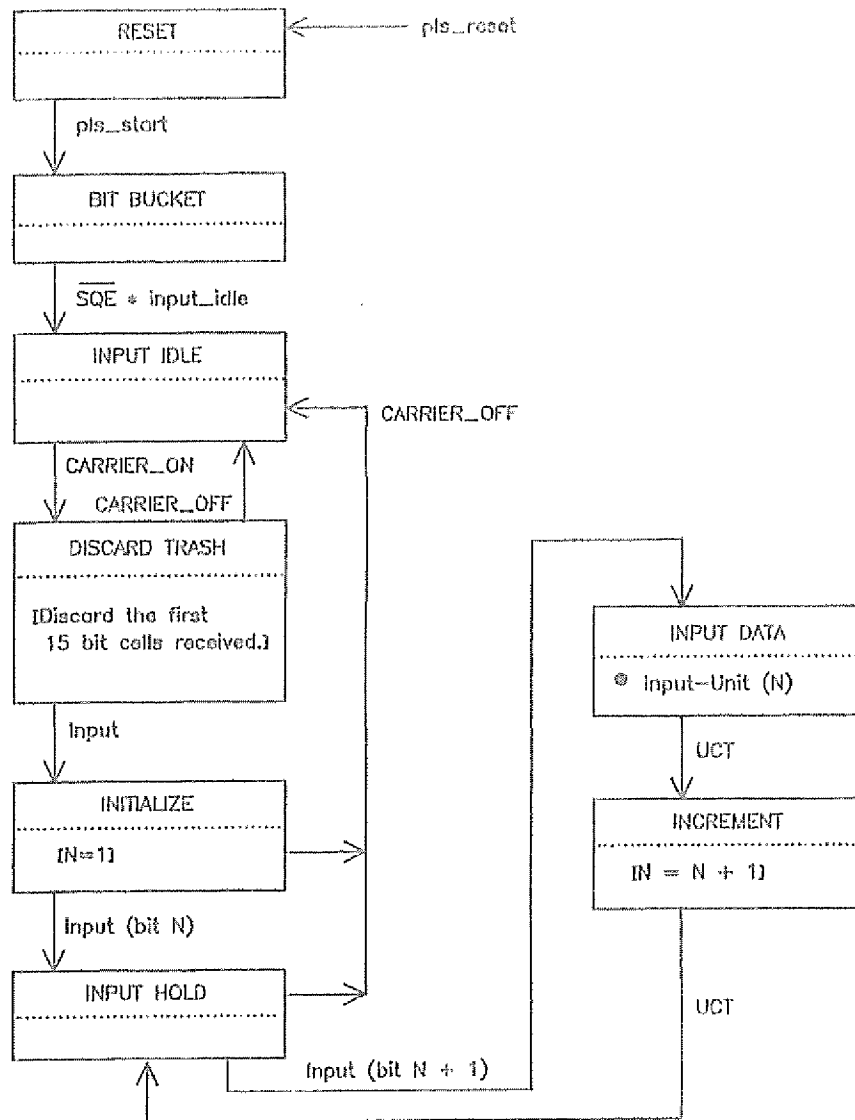 RESET
pls_reset
pls_start
BIT BUCKET
SQE * input_idle
INPUT IDLE
CARRIER_OFF
CARRIER_ON
CARRIER_OFF
DISCARD TRASH
[Discard the first
15 bit cells received.]
Input
INITIALIZE
[N=1]
Input (bit N)
INPUT HOLD
Input (bit N + 1)
INPUT DATA
● Input-Unit (N)
UCT
INCREMENT
[N = N + 1]
UCT